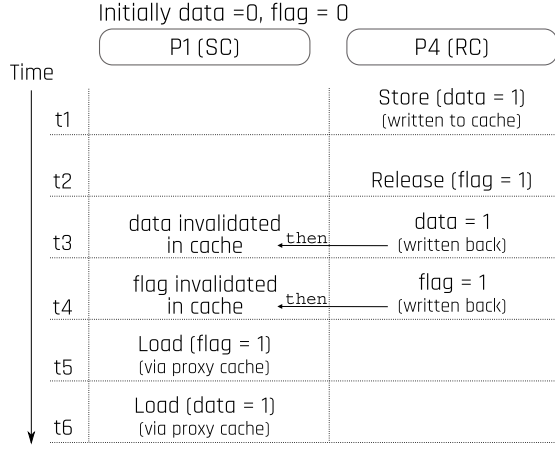 Initially data =0, flag = 0
P1 (SC)
P4 (RC)
Time
t1
Store (data = 1)
(written to cache)
t2
Release (flag = 1)
t3
data invalidated
in cache
then
data = 1
(written back)
t4
flag invalidated
in cache
then
flag = 1
(written back)
t5
Load (flag = 1)
(via proxy cache)
t6
Load (data = 1)
(via proxy cache)